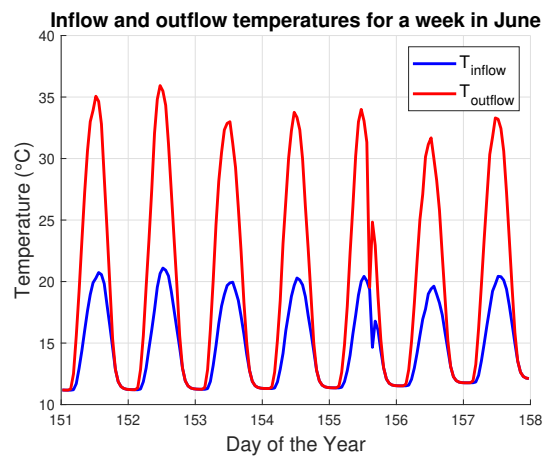 Inflow and outflow temperatures for a week in June
40
35
30
25
20
15
10
Temperature (°C)
T_inflow
T_outflow
151 152 153 154 155 156 157 158
Day of the Year